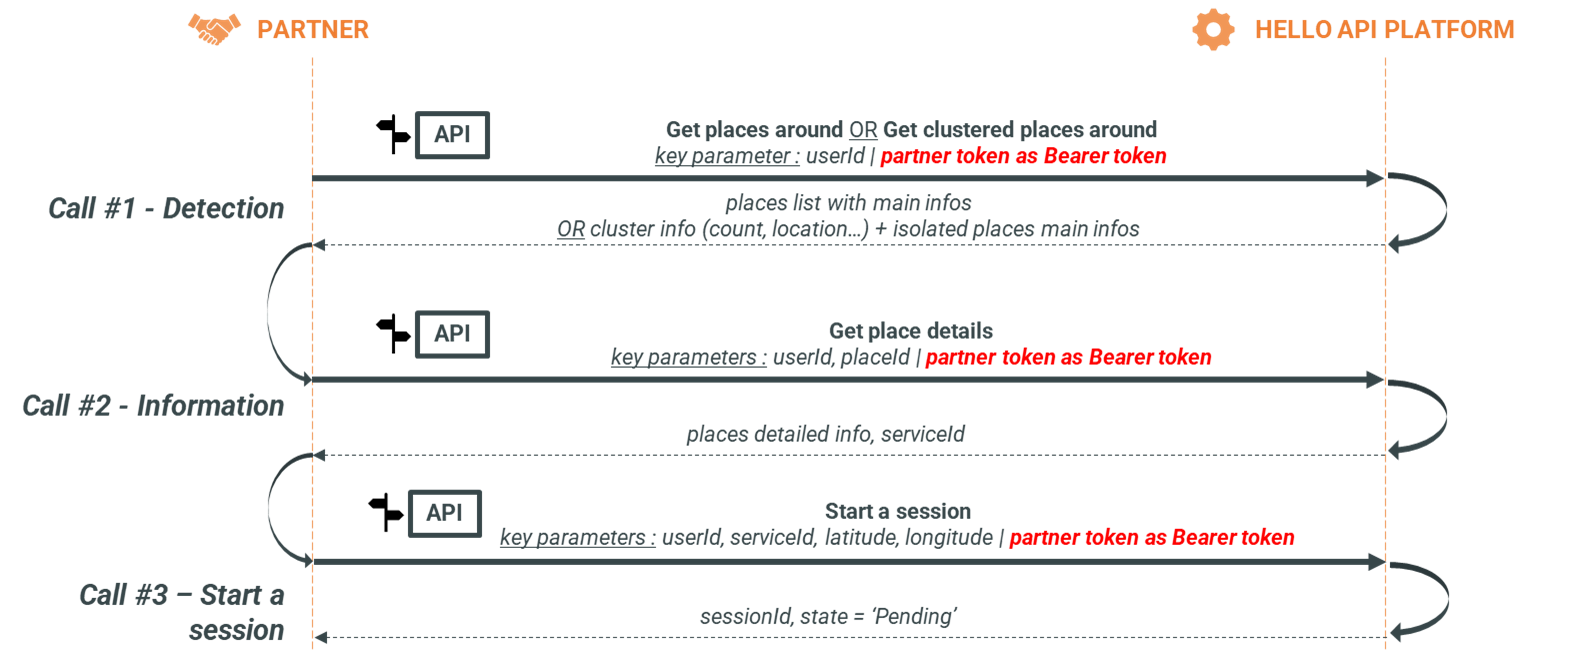 PARTNER
HELLO API PLATFORM
API
Get places around OR Get clustered places around
key parameter : userId | partner token as Bearer token
Call #1 - Detection
places list with main infos
OR cluster info (count, location...) + isolated places main infos
API
Get place details
key parameters : userId, placeId | partner token as Bearer token
Call #2 - Information
places detailed info, serviceId
API
Start a session
key parameters : userId, serviceId, latitude, longitude | partner token as Bearer token
Call #3 – Start a
session
sessionId, state = ‘Pending’